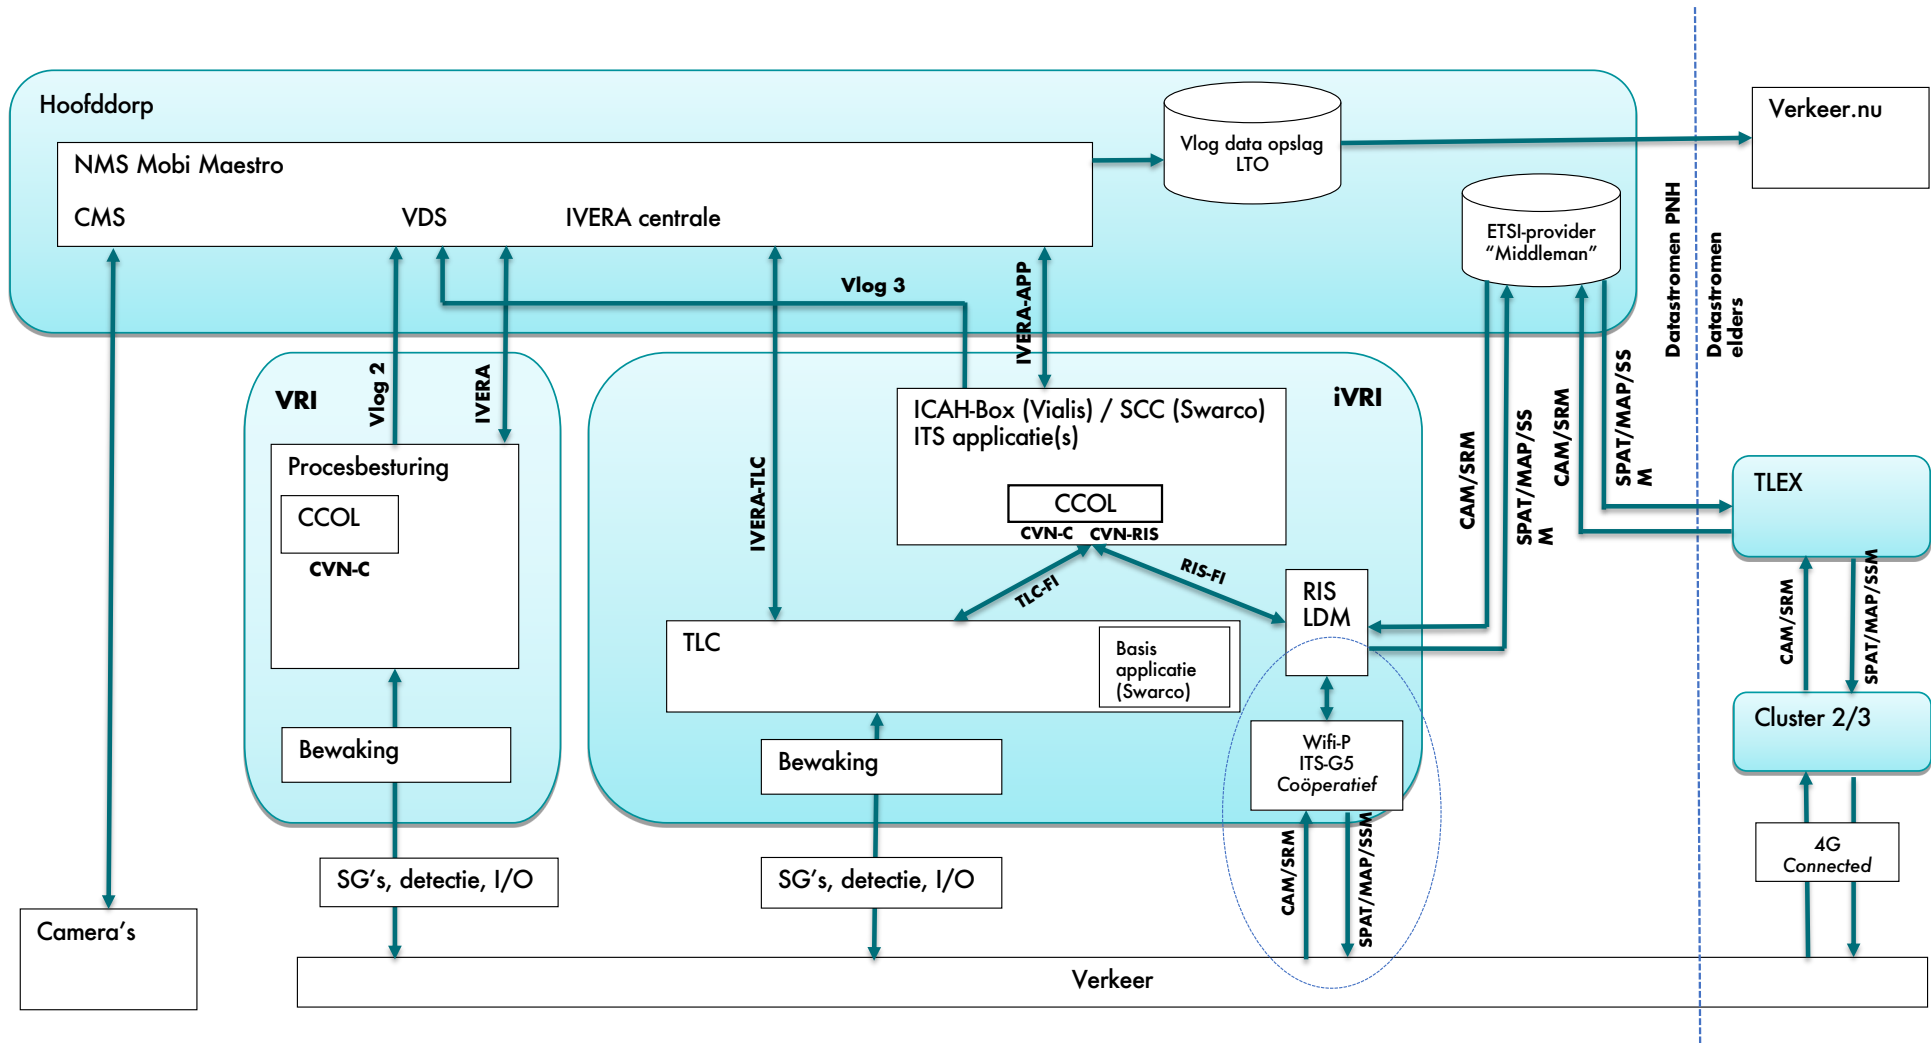 Hoofddorp
NMS Mobi Maestro
CMS
VDS
IVERA centrale
Vlog data opslag
LTO
ETSI-provider
“Middleman”
Verkeer.nu
Datastromen PNH
Datastromen
elders
Vlog 3
IVERA-APP
VRI
Vlog 2
IVERA
Procesbesturing
CCOL
CVN-C
Bewaking
SG’s, detectie, I/O
Camera’s
iVRI
ICAH-Box (Vialis) / SCC (Swarco)
ITS applicatie(s)
CCOL
CVN-C
CVN-RIS
IVERA-TLC
TLC-FI
RIS-FI
RIS
LDM
TLC
Basis
applicatie
(Swarco)
Bewaking
SG’s, detectie, I/O
Wifi-P
ITS-G5
Coöperatief
CAM/SRM
SPAT/MAP/SSM
CAM/SRM
SPAT/MAP/SS
M
CAM/SRM
SPAT/MAP/SS
M
TLEX
CAM/SRM
SPAT/MAP/SSM
Cluster 2/3
4G
Connected
Verkeer